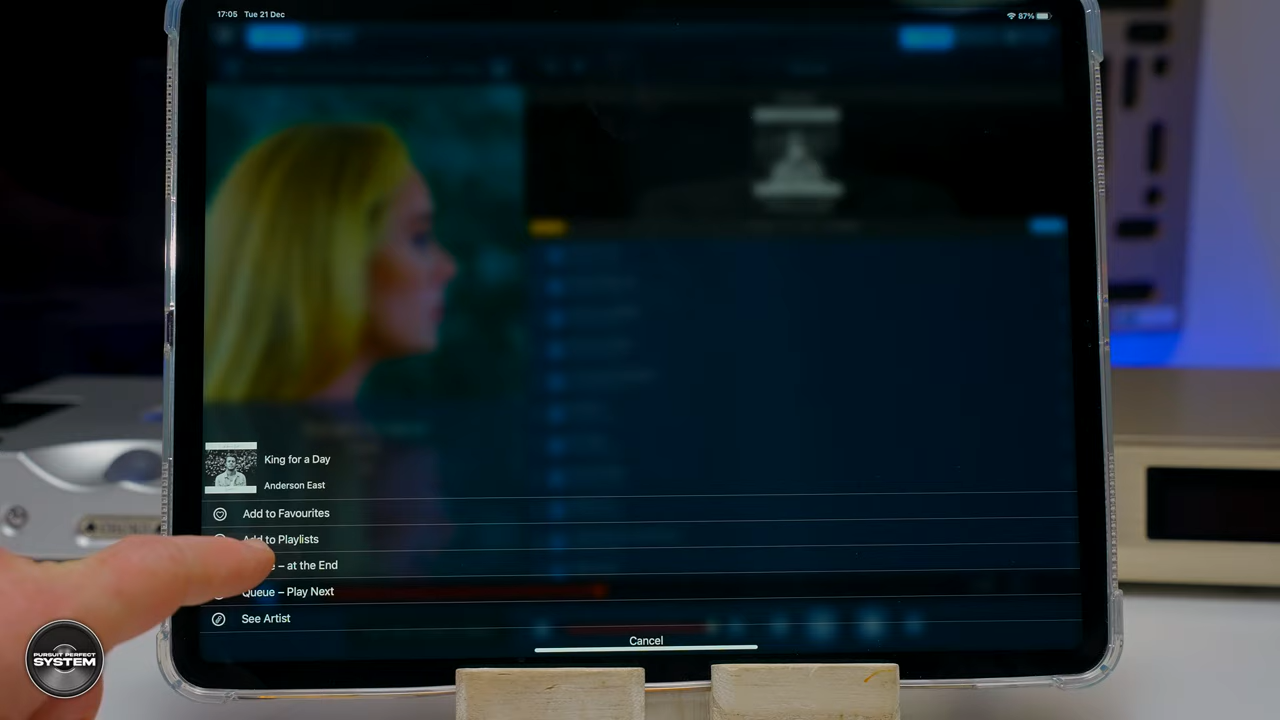 17:05 Tue 21 Dec
87%
King for a Day
Anderson East
Add to Favourites
Add to Playlists
– at the End
Queue – Play Next
See Artist
Cancel
PURSUIT PERFECT
SYSTEM